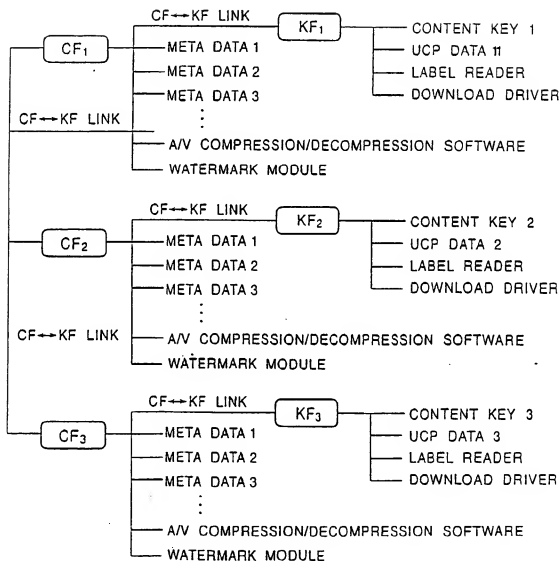 CF↔KF LINK
KF1
CONTENT KEY 1
UCP DATA 11
LABEL READER
DOWNLOAD DRIVER
CF1
META DATA 1
META DATA 2
META DATA 3
CF↔KF LINK
A/V COMPRESSION/DECOMPRESSION SOFTWARE
WATERMARK MODULE
CF↔KF LINK
KF2
CONTENT KEY 2
UCP DATA 2
LABEL READER
DOWNLOAD DRIVER
CF2
META DATA 1
META DATA 2
META DATA 3
CF↔KF LINK
A/V COMPRESSION/DECOMPRESSION SOFTWARE
WATERMARK MODULE
CF↔KF LINK
KF3
CONTENT KEY 3
UCP DATA 3
LABEL READER
DOWNLOAD DRIVER
CF3
META DATA 1
META DATA 2
META DATA 3
A/V COMPRESSION/DECOMPRESSION SOFTWARE
WATERMARK MODULE